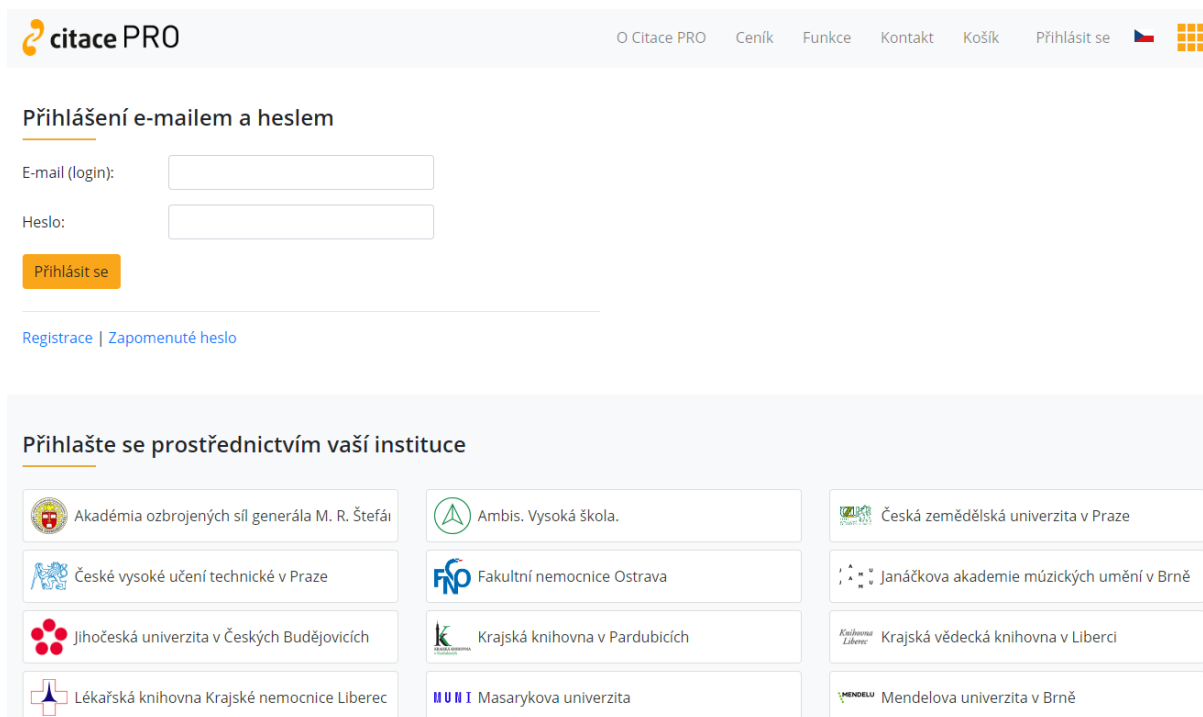 citace PRO
O Citace PRO Ceník Funkce Kontakt Košík Přihlásit se
Přihlášení e-mailem a heslem
E-mail (login):
Heslo:
Přihlásit se
Registrace | Zapomenuté heslo
Přihlašte se prostřednictvím vaší instituce
Akadémia ozbrojených síl generála M. R. Štefá
Ambis. Vysoká škola.
Česká zemědělská univerzita v Praze
České vysoké učení technické v Praze
FNO Fakultní nemocnice Ostrava
JAMU Janáčkova akademie múzických umění v Brně
Jihočeská univerzita v Českých Budějovicích
Krajská knihovna v Pardubicích
Knihovna Liberec Krajská vědecká knihovna v Liberci
Lékařská knihovna Krajské nemocnice Liberec
MUNI Masarykova univerzita
MENDELU Mendelova univerzita v Brně